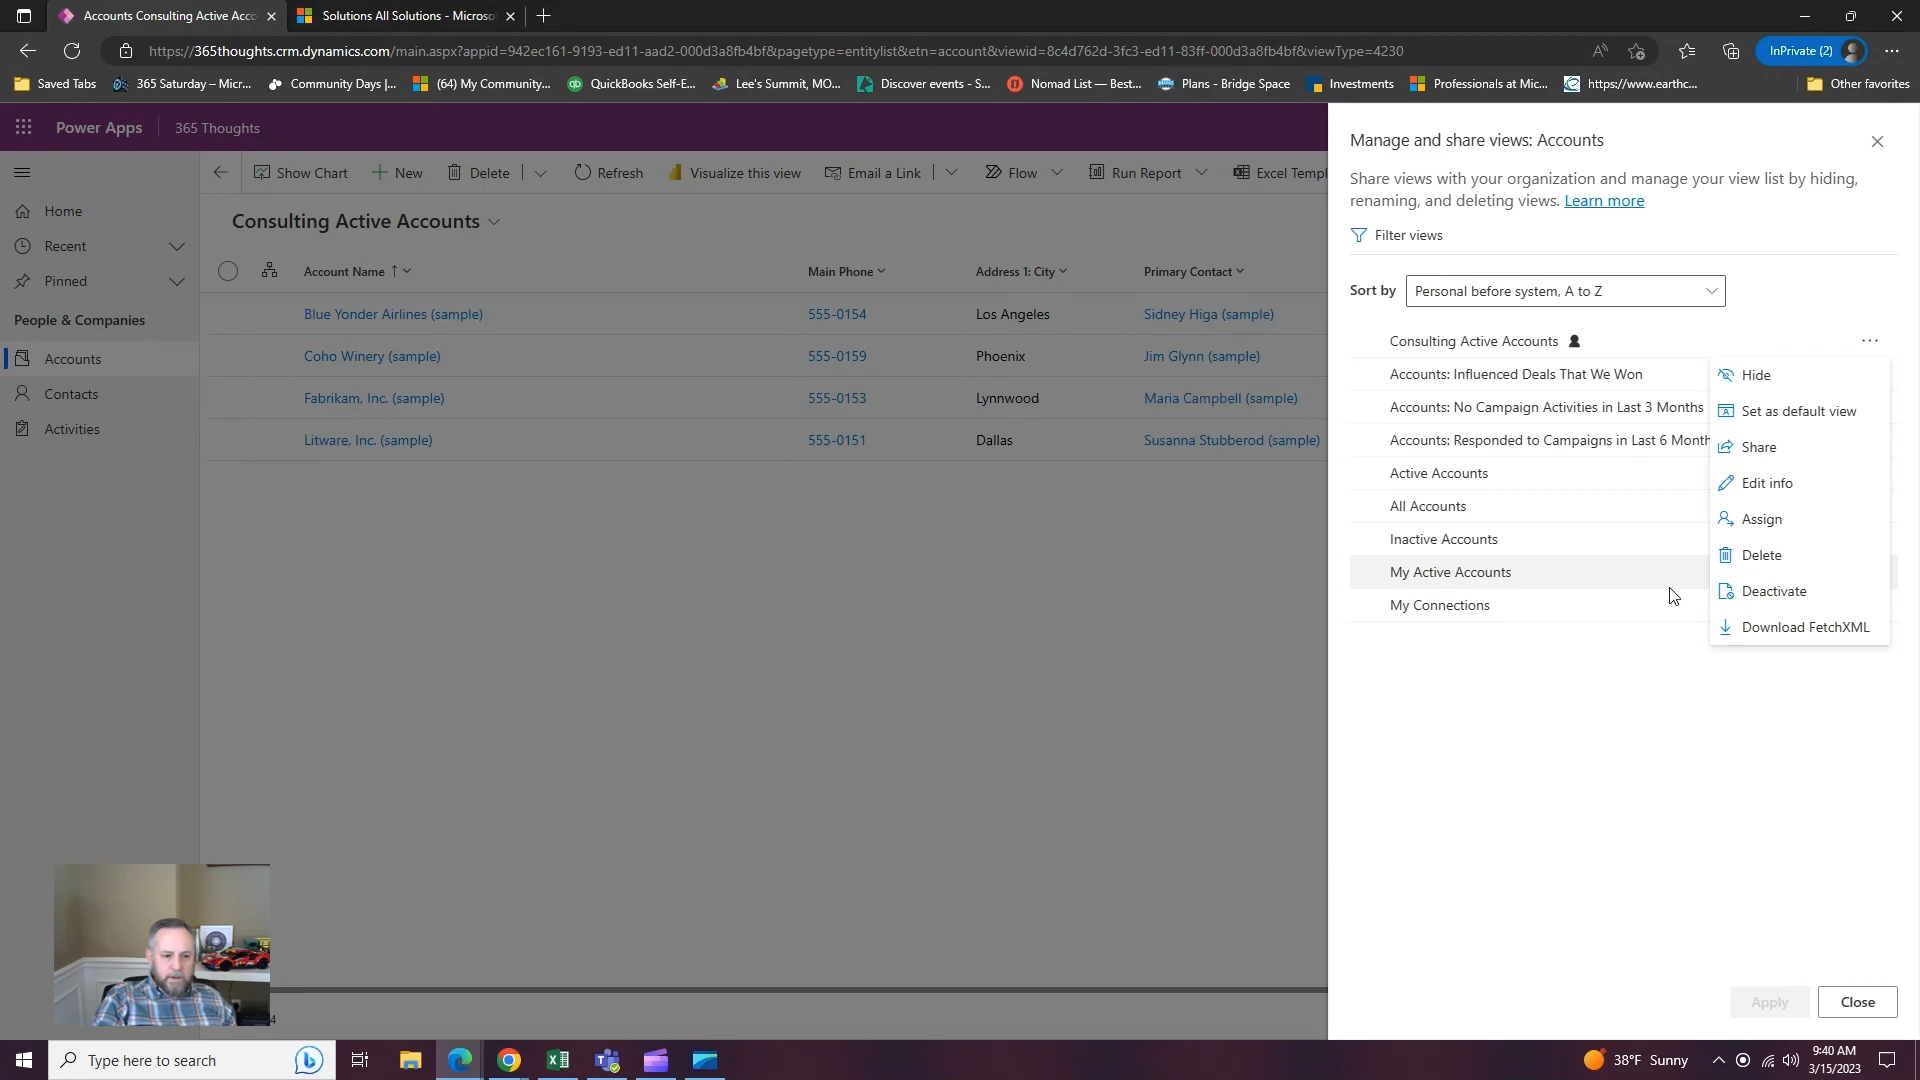 Accounts Consulting Active Acco
Solutions All Solutions - Microso
https://365thoughts.crm.dynamics.com/main.aspx?appid=942ec161-9193-ed11-aad2-000d3a8fb4bf&pagetype=entitylist&etn=account&viewid=8c4d762d-3fc3-ed11-83ff-000d3a8fb4bf&viewType=4230
InPrivate (2)
Saved Tabs
365 Saturday – Micr...
Community Days |...
(64) My Community...
QuickBooks Self-E...
Lee's Summit, MO...
Discover events - S...
Nomad List — Best...
Plans - Bridge Space
Investments
Professionals at Mic...
https://www.earthc...
Other favorites
Power Apps
365 Thoughts
Show Chart
New
Delete
Refresh
Visualize this view
Email a Link
Flow
Run Report
Excel Templ
Home
Recent
Pinned
People & Companies
Accounts
Contacts
Activities
Consulting Active Accounts
Account Name ↑ Main Phone Address 1: City Primary Contact
Blue Yonder Airlines (sample) 555-0154 Los Angeles Sidney Higa (sample)
Coho Winery (sample) 555-0159 Phoenix Jim Glynn (sample)
Fabrikam, Inc. (sample) 555-0153 Lynnwood Maria Campbell (sample)
Litware, Inc. (sample) 555-0151 Dallas Susanna Stubberod (sample)
4
Manage and share views: Accounts
Share views with your organization and manage your view list by hiding,
renaming, and deleting views. Learn more
Filter views
Sort by Personal before system, A to Z
Consulting Active Accounts
Accounts: Influenced Deals That We Won
Accounts: No Campaign Activities in Last 3 Months
Accounts: Responded to Campaigns in Last 6 Month
Active Accounts
All Accounts
Inactive Accounts
My Active Accounts
My Connections
Hide
Set as default view
Share
Edit info
Assign
Delete
Deactivate
Download FetchXML
Apply
Close
Type here to search
38°F Sunny
9:40 AM
3/15/2023